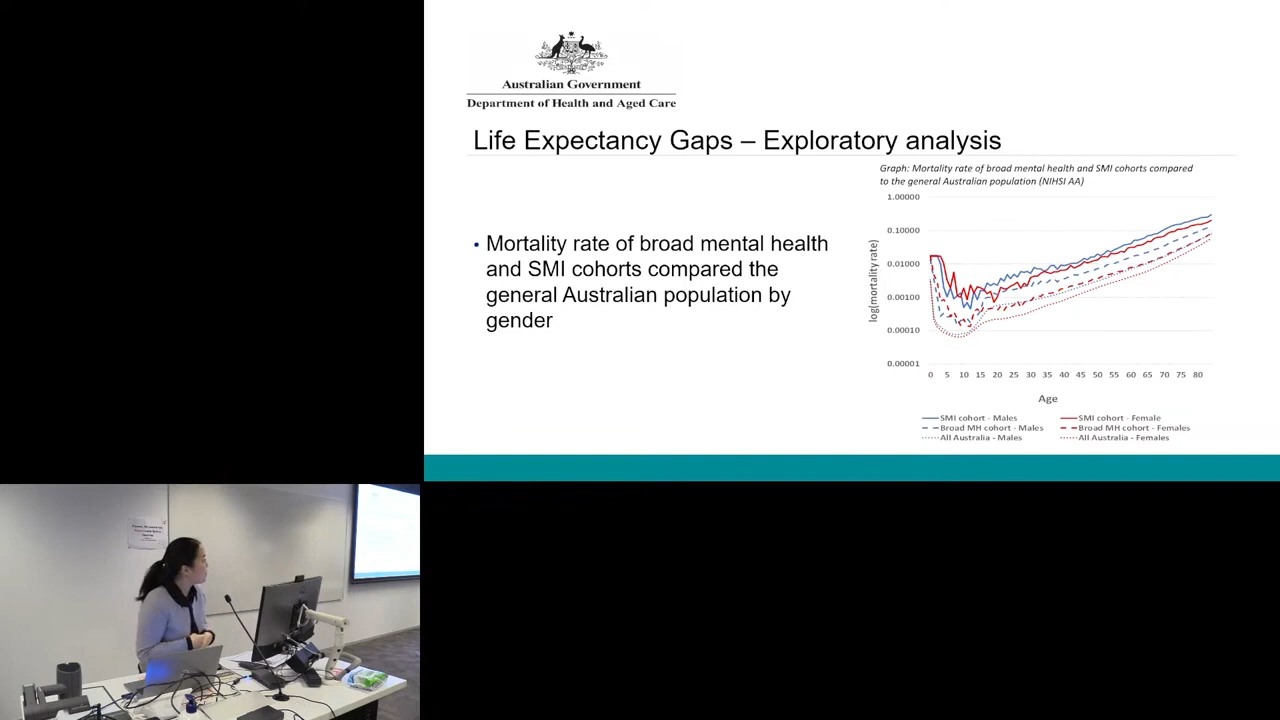 Australian Government
Department of Health and Aged Care
Life Expectancy Gaps – Exploratory analysis
• Mortality rate of broad mental health
and SMI cohorts compared the
general Australian population by
gender
Graph: Mortality rate of broad mental health and SMI cohorts compared
to the general Australian population (NIHSI AA)
log(mortality rate)
1.00000
0.10000
0.01000
0.00100
0.00010
0.00001
0 5 10 15 20 25 30 35 40 45 50 55 60 65 70 75 80
Age
SMI cohort - Males SMI cohort - Female
Broad MH cohort - Males Broad MH cohort - Females
All Australia - Males All Australia - Females